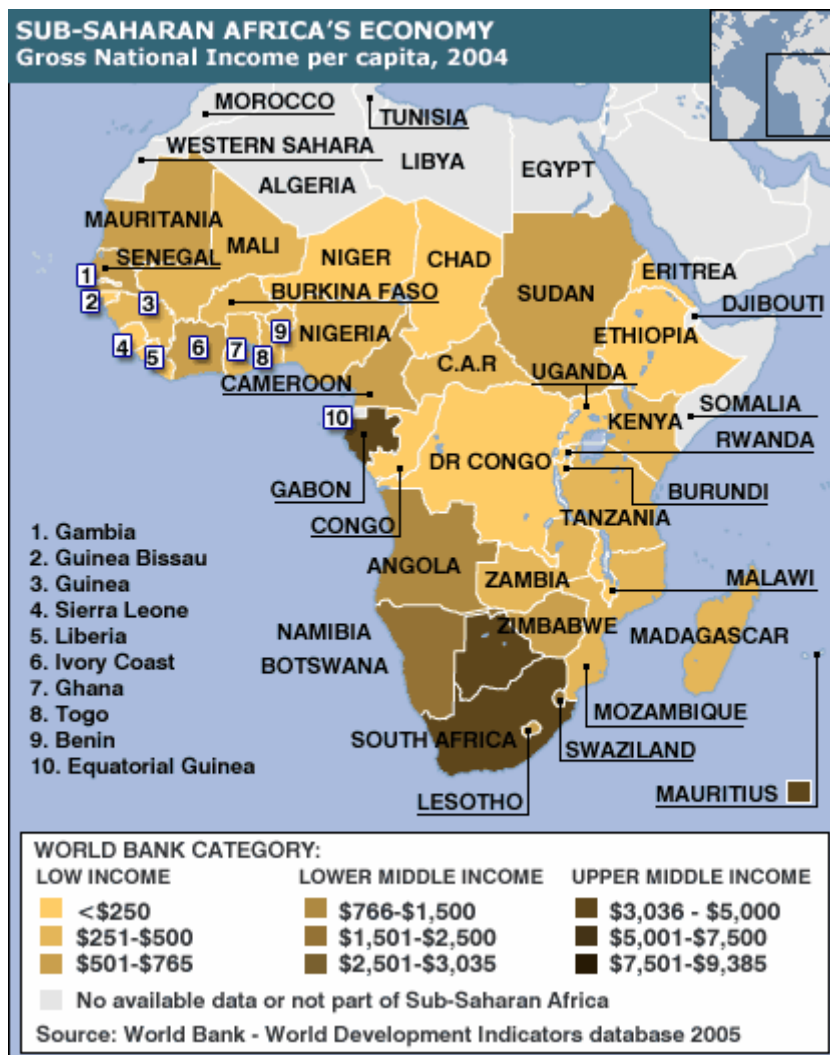 SUB-SAHARAN AFRICA'S ECONOMY
Gross National Income per capita, 2004
MOROCCO
TUNISIA
WESTERN SAHARA
LIBYA
EGYPT
ALGERIA
MAURITANIA
MALI
NIGER
CHAD
SENEGAL
ERITREA
1
SUDAN
2
3
BURKINA FASO
DJIBOUTI
NIGERIA
9
ETHIOPIA
4
5
6
7
8
C.A.R
UGANDA
CAMEROON
SOMALIA
10
KENYA
RWANDA
DR CONGO
GABON
BURUNDI
CONGO
TANZANIA
1. Gambia
2. Guinea Bissau
3. Guinea
4. Sierra Leone
5. Liberia
6. Ivory Coast
7. Ghana
8. Togo
9. Benin
10. Equatorial Guinea
ANGOLA
ZAMBIA
MALAWI
NAMIBIA
ZIMBABWE
MADAGASCAR
BOTSWANA
MOZAMBIQUE
SOUTH AFRICA
SWAZILAND
LESOTHO
MAURITIUS
WORLD BANK CATEGORY:
LOW INCOME
<$250
$251-$500
$501-$765
LOWER MIDDLE INCOME
$766-$1,500
$1,501-$2,500
$2,501-$3,035
UPPER MIDDLE INCOME
$3,036 - $5,000
$5,001-$7,500
$7,501-$9,385
No available data or not part of Sub-Saharan Africa
Source: World Bank - World Development Indicators database 2005